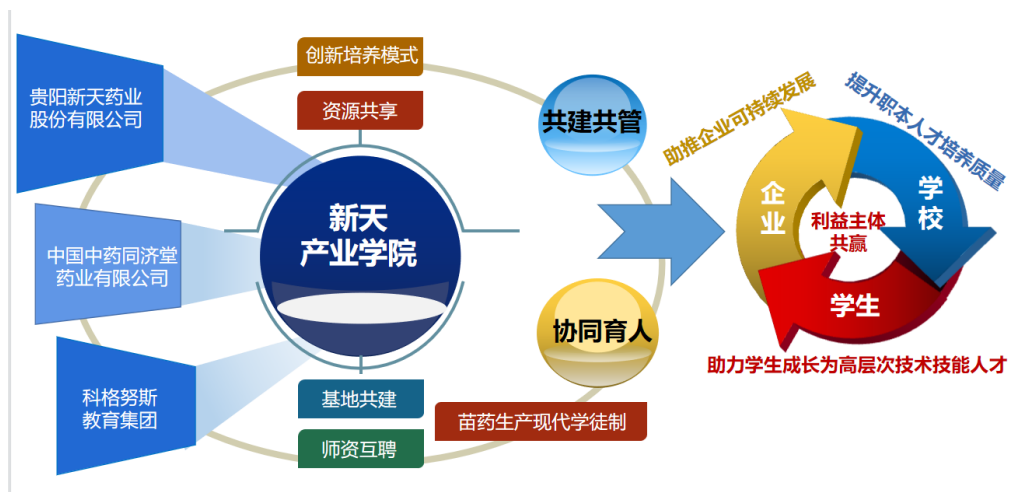 贵阳新天药业
股份有限公司
中国中药同济堂
药业有限公司
科格努斯
教育集团
创新培养模式
资源共享
新天
产业学院
基地共建
师资互聘
苗药生产现代学徒制
共建共管
协同育人
助推企业可持续发展
提升职本人才培养质量
企
业
学
校
利益主体
共赢
学生
助力学生成长为高层次技术技能人才